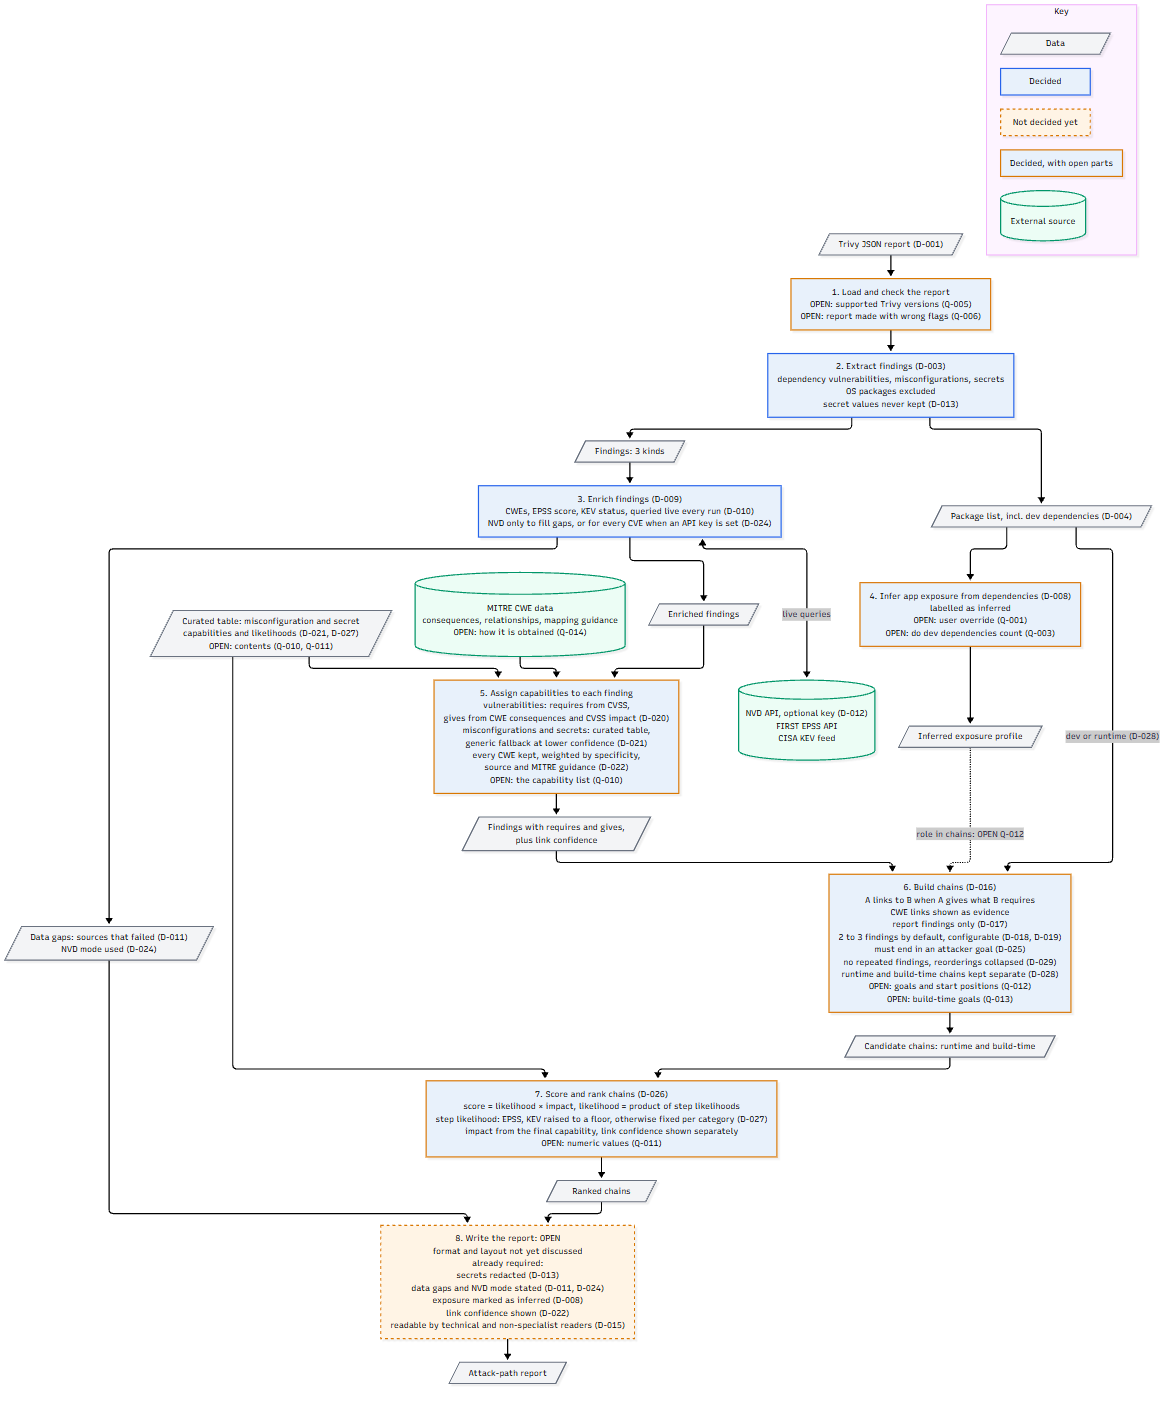 Key
Data
Decided
Not decided yet
Decided, with open parts
External source
Trivy JSON report (D-001)
1. Load and check the report
OPEN: supported Trivy versions (Q-005)
OPEN: report made with wrong flags (Q-006)
2. Extract findings (D-003)
dependency vulnerabilities, misconfigurations, secrets
OS packages excluded
secret values never kept (D-013)
Findings: 3 kinds
3. Enrich findings (D-009)
CWEs, EPSS score, KEV status, queried live every run (D-010)
NVD only to fill gaps, or for every CVE when an API key is set (D-024)
Package list, incl. dev dependencies (D-004)
MITRE CWE data
consequences, relationships, mapping guidance
OPEN: how it is obtained (Q-014)
Enriched findings
live queries
4. Infer app exposure from dependencies (D-008)
labelled as inferred
OPEN: user override (Q-001)
OPEN: do dev dependencies count (Q-003)
Curated table: misconfiguration and secret
capabilities and likelihoods (D-021, D-027)
OPEN: contents (Q-010, Q-011)
5. Assign capabilities to each finding
vulnerabilities: requires from CVSS,
gives from CWE consequences and CVSS impact (D-020)
misconfigurations and secrets: curated table,
generic fallback at lower confidence (D-021)
every CWE kept, weighted by specificity,
source and MITRE guidance (D-022)
OPEN: the capability list (Q-010)
NVD API, optional key (D-012)
FIRST EPSS API
CISA KEV feed
Inferred exposure profile
dev or runtime (D-028)
Findings with requires and gives,
plus link confidence
role in chains: OPEN Q-012
6. Build chains (D-016)
A links to B when A gives what B requires
CWE links shown as evidence
report findings only (D-017)
2 to 3 findings by default, configurable (D-018, D-019)
must end in an attacker goal (D-025)
no repeated findings, reorderings collapsed (D-029)
runtime and build-time chains kept separate (D-028)
OPEN: goals and start positions (Q-012)
OPEN: build-time goals (Q-013)
Data gaps: sources that failed (D-011)
NVD mode used (D-024)
Candidate chains: runtime and build-time
7. Score and rank chains (D-026)
score = likelihood × impact, likelihood = product of step likelihoods
step likelihood: EPSS, KEV raised to a floor, otherwise fixed per category (D-027)
impact from the final capability, link confidence shown separately
OPEN: numeric values (Q-011)
Ranked chains
8. Write the report: OPEN
format and layout not yet discussed
already required:
secrets redacted (D-013)
data gaps and NVD mode stated (D-011, D-024)
exposure marked as inferred (D-008)
link confidence shown (D-022)
readable by technical and non-specialist readers (D-015)
Attack-path report